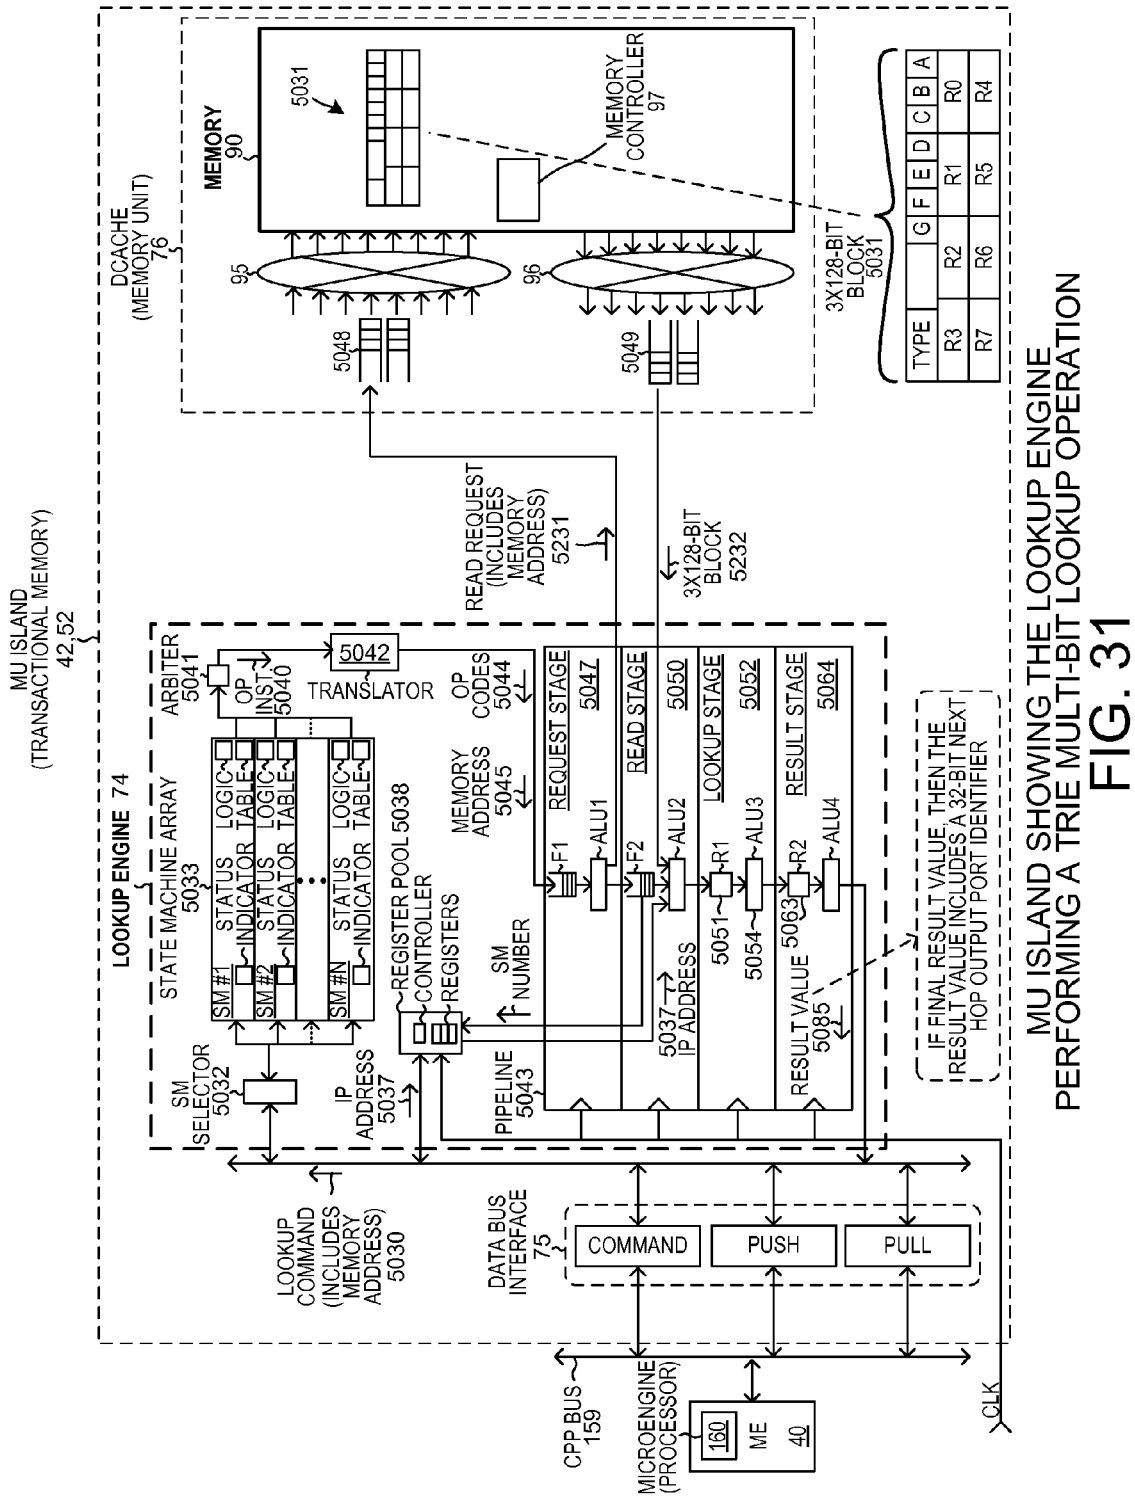 MU ISLAND
(TRANSACTIONAL MEMORY)
42,52
LOOKUP ENGINE 74
STATE MACHINE ARRAY
5033
SM #1
STATUS
INDICATOR
LOGIC
TABLE
SM #2
STATUS
INDICATOR
LOGIC
TABLE
SM #N
STATUS
INDICATOR
LOGIC
TABLE
SM
SELECTOR
5032
ARBITER
5041
OP
INST.
5040
5042
TRANSLATOR
LOOKUP
COMMAND
(INCLUDES
MEMORY
ADDRESS)
5030
IP
ADDRESS
5037
REGISTER POOL 5038
CONTROLLER
REGISTERS
SM
NUMBER
MEMORY
ADDRESS
5045
OP
CODES
5044
PIPELINE
5043
F1
ALU1
REQUEST STAGE
5047
F2
ALU2
READ STAGE
5050
5037
IP ADDRESS
5051
R1
5054
ALU3
LOOKUP STAGE
5052
5063
R2
ALU4
RESULT STAGE
5064
RESULT VALUE
5085
IF FINAL RESULT VALUE, THEN THE
RESULT VALUE INCLUDES A 32-BIT NEXT
HOP OUTPUT PORT IDENTIFIER
READ REQUEST
(INCLUDES
MEMORY
ADDRESS)
5231
3X128-BIT
BLOCK
5232
DCACHE
(MEMORY UNIT)
76
MEMORY
90
5031
MEMORY
CONTROLLER
97
95
96
5048
5049
3X128-BIT
BLOCK
5031
TYPE G F E D C B A
R3 R2 R1 R0
R7 R6 R5 R4
DATA BUS
INTERFACE
75
COMMAND
PUSH
PULL
CPP BUS
159
MICROENGINE
(PROCESSOR)
160
ME
40
CLK
MU ISLAND SHOWING THE LOOKUP ENGINE
PERFORMING A TRIE MULTI-BIT LOOKUP OPERATION
FIG. 31